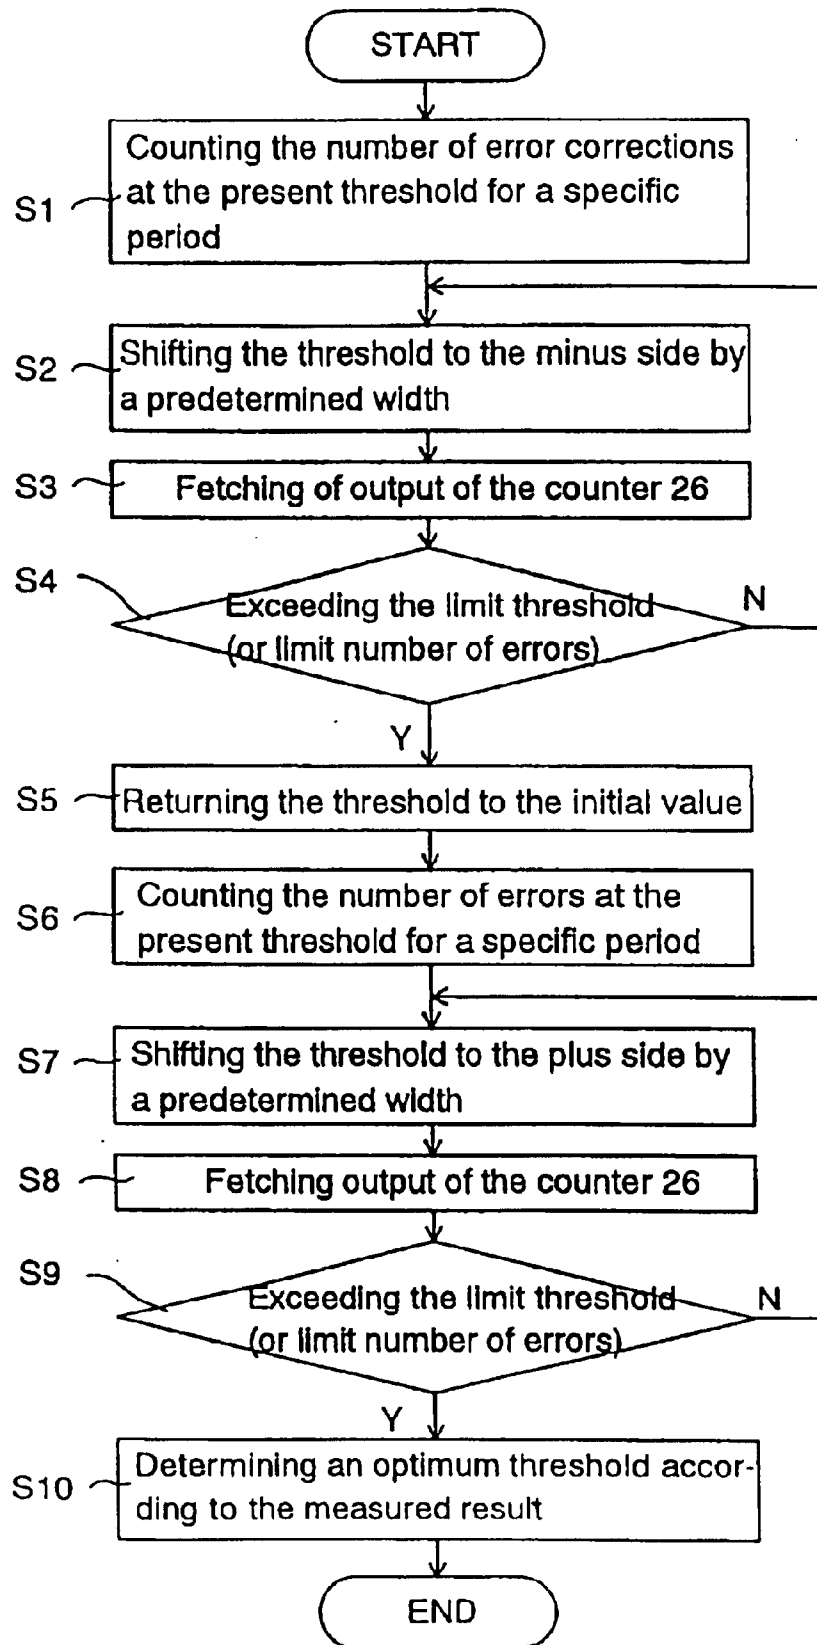 START
Counting the number of error corrections
S1
at the present threshold for a specific
period
Shifting the threshold to the minus side by
S2
a predetermined width
S3
Fetching of output of the counter 26
S4
Exceeding the limit threshold
N
(or limit number of errors)
Y
S5
Returning the threshold to the initial value
Counting the number of errors at the
S6
present threshold for a specific period
S7
Shifting the threshold to the plus side by
a predetermined width
S8
Fetching output of the counter 26
S9
Exceeding the limit threshold
N
(or limit number of errors)
Y
Determining an optimum threshold accor-
S10
ding to the measured result
END